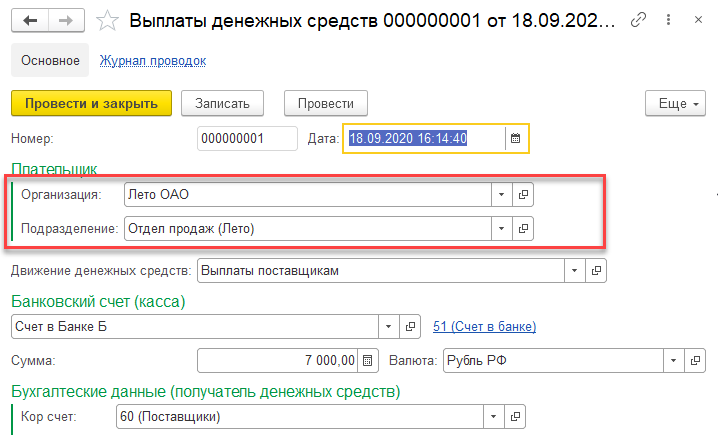 Выплаты денежных средств 000000001 от 18.09.202...
Основное Журнал проводок
Провести и закрыть Записать Провести Еще
Номер: 000000001 Дата: 18.09.2020 16:14:40
Плательщик
Организация: Лето ОАО
Подразделение: Отдел продаж (Лето)
Движение денежных средств: Выплаты поставщикам
Банковский счет (касса)
Счет в Банке Б 51 (Счет в банке)
Сумма: 7 000,00 Валюта: Рубль РФ
Бухгалтеские данные (получатель денежных средств)
Кор счет: 60 (Поставщики)